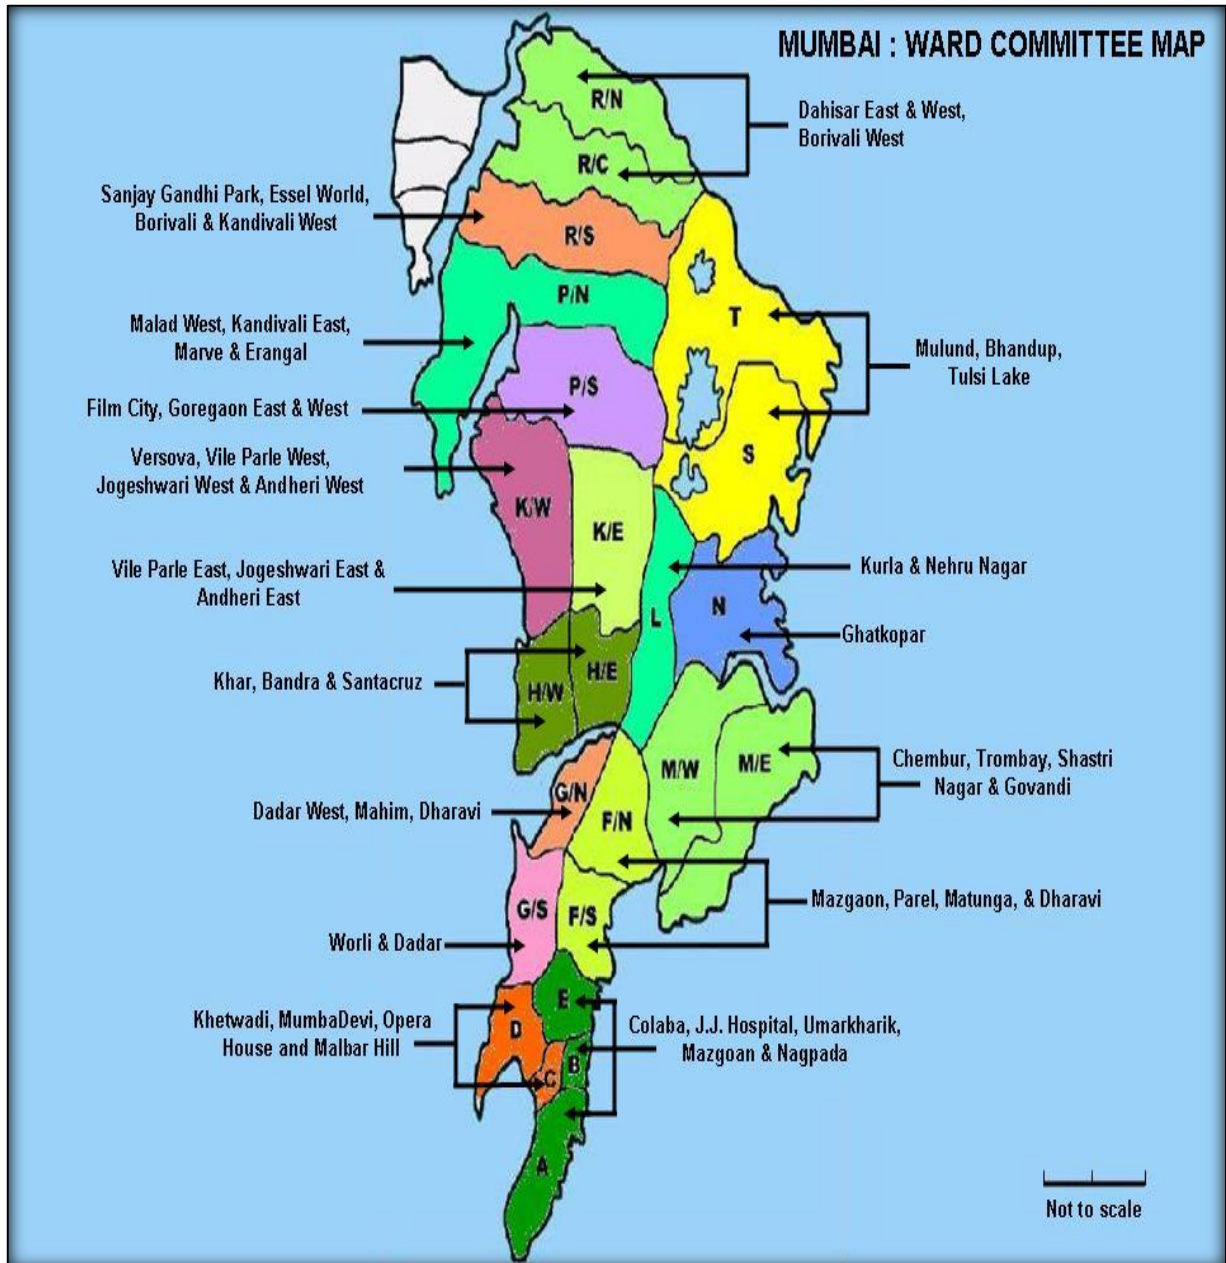 MUMBAI : WARD COMMITTEE MAP
R/N
Dahisar East & West,
Borivali West
R/C
Sanjay Gandhi Park, Essel World,
Borivali & Kandivali West
R/S
P/N
T
Malad West, Kandivali East,
Marve & Erangal
Mulund, Bhandup,
Tulsi Lake
P/S
Film City, Goregaon East & West
S
Versova, Vile Parle West,
Jogeshwari West & Andheri West
K/W
K/E
Vile Parle East, Jogeshwari East &
Andheri East
Kurla & Nehru Nagar
L
N
Ghatkopar
Khar, Bandra & Santacruz
H/W
H/E
M/W
M/E
Chembur, Trombay, Shastri
Nagar & Govandi
G/N
Dadar West, Mahim, Dharavi
F/N
Mazgaon, Parel, Matunga, & Dharavi
G/S
F/S
Worli & Dadar
E
Khetwadi, MumbaDevi, Opera
House and Malbar Hill
D
Colaba, J.J. Hospital, Umarkharik,
Mazgoan & Nagpada
C
B
A
Not to scale